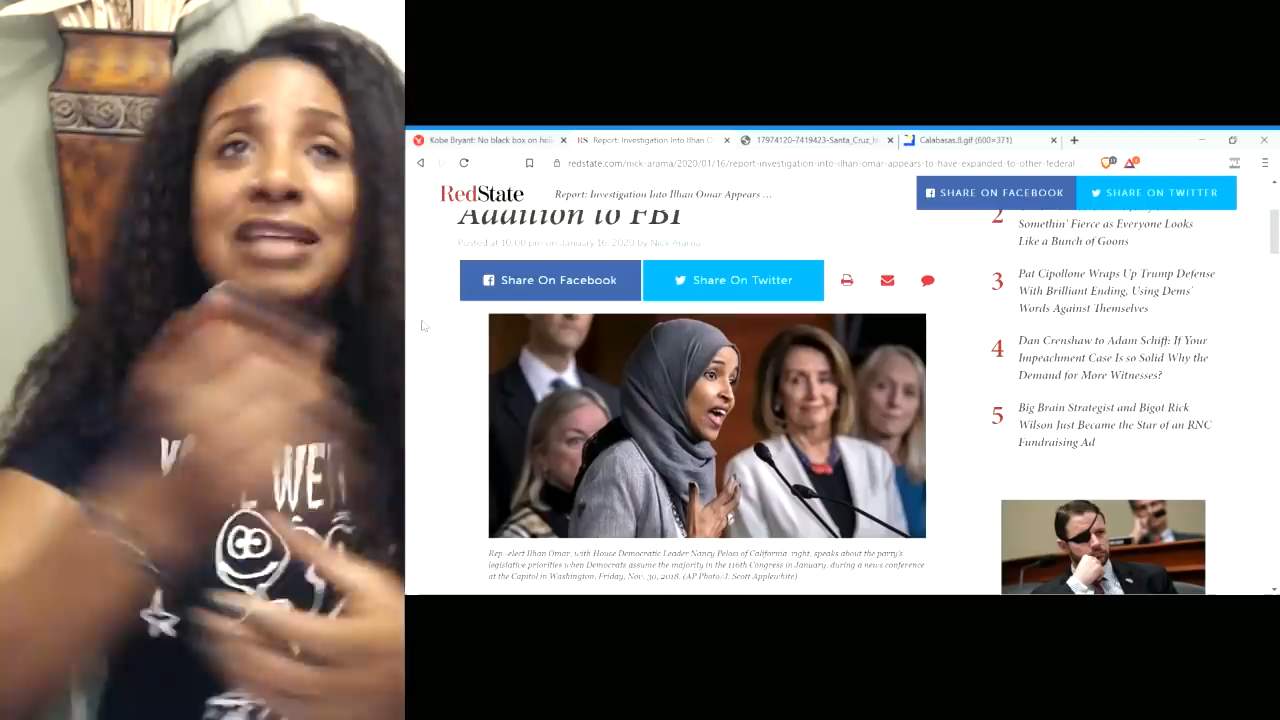 Kobe Bryant: No black box on heli
Report: Investigation Into Ilhan O
17974120-7419423-Santa_Cruz_Is
Calabasas.8.gif (600×371)
redstate.com/nick-arama/2020/01/16/report-investigation-into-ilhan-omar-appears-to-have-expanded-to-other-federal-
RedState
Report: Investigation Into Ilhan Omar Appears ...
SHARE ON FACEBOOK
SHARE ON TWITTER
Addition to FBI
Posted at 10:00 pm on January 16, 2020 by Nick Arama
Share On Facebook
Share On Twitter
Rep.-elect Ilhan Omar, with House Democratic Leader Nancy Pelosi of California, right, speaks about the party's
legislative priorities when Democrats assume the majority in the 116th Congress in January, during a news conference
at the Capitol in Washington, Friday, Nov. 30, 2018. (AP Photo/J. Scott Applewhite)
2
Somethin' Fierce as Everyone Looks
Like a Bunch of Goons
3
Pat Cipollone Wraps Up Trump Defense
With Brilliant Ending, Using Dems'
Words Against Themselves
4
Dan Crenshaw to Adam Schiff: If Your
Impeachment Case Is so Solid Why the
Demand for More Witnesses?
5
Big Brain Strategist and Bigot Rick
Wilson Just Became the Star of an RNC
Fundraising Ad